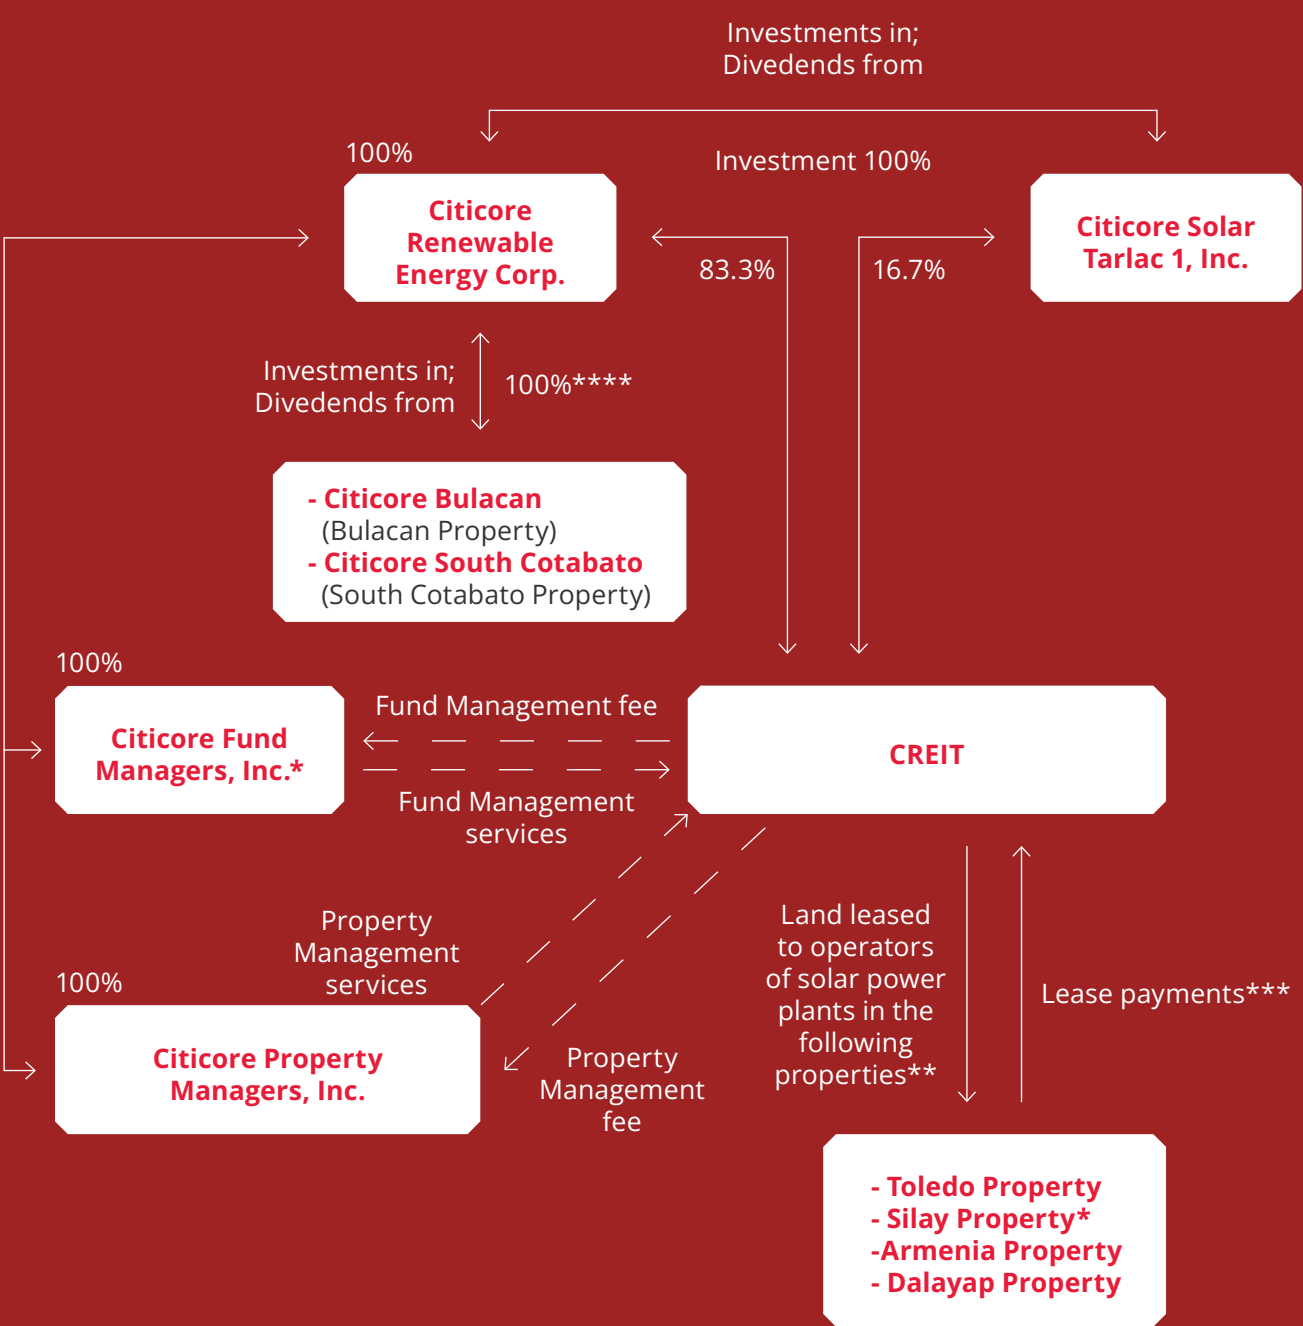 Investments in;
Divedends from
100%
Investment 100%
Citicore
Renewable
Energy Corp.
Citicore Solar
Tarlac 1, Inc.
83.3%
16.7%
Investments in;
Divedends from
100%****
- Citicore Bulacan
(Bulacan Property)
- Citicore South Cotabato
(South Cotabato Property)
100%
Citicore Fund
Managers, Inc.*
Fund Management fee
Fund Management
services
CREIT
Property
Management
services
100%
Citicore Property
Managers, Inc.
Property
Management
fee
Land leased
to operators
of solar power
plants in the
following
properties**
Lease payments***
- Toledo Property
- Silay Property*
-Armenia Property
- Dalayap Property